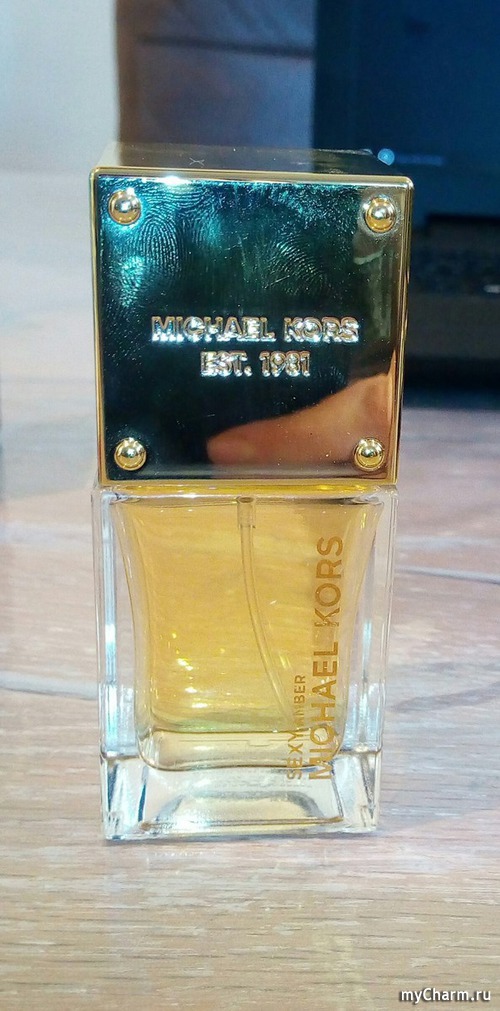 MICHAEL KORS
EST. 1981
SEXY AMBER
MICHAEL KORS
myCharm.ru